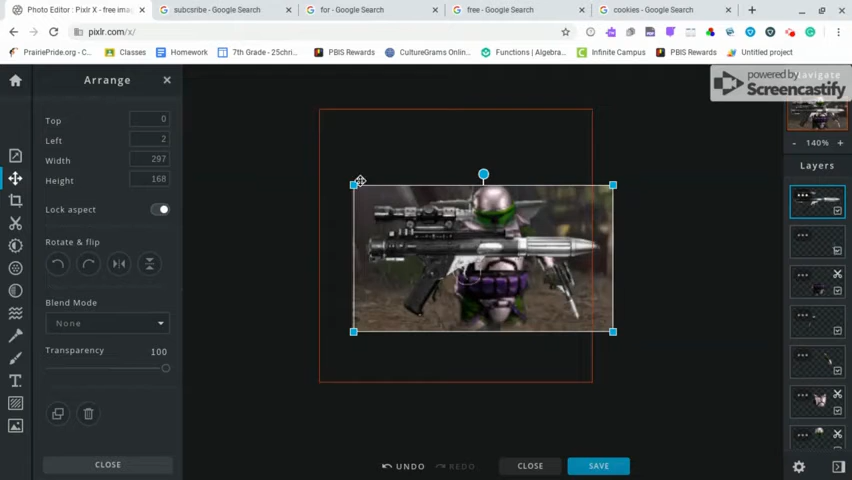 Photo Editor : Pixlr X - free imag
subcsribe - Google Search
for - Google Search
free - Google Search
cookies - Google Search
pixlr.com/x/
PrairiePride.org - C...
Classes
Homework
7th Grade - 25chri...
PBIS Rewards
CultureGrams Onlin...
Functions | Algebra...
Infinite Campus
PBIS Rewards
Untitled project
Arrange
powered by
Screencastify
Navigate
Top 0
Left 2
Width 297
Height 168
- 140% +
Layers
Lock aspect
Rotate & flip
Blend Mode
None
Transparency 100
CLOSE
UNDO
REDO
CLOSE
SAVE